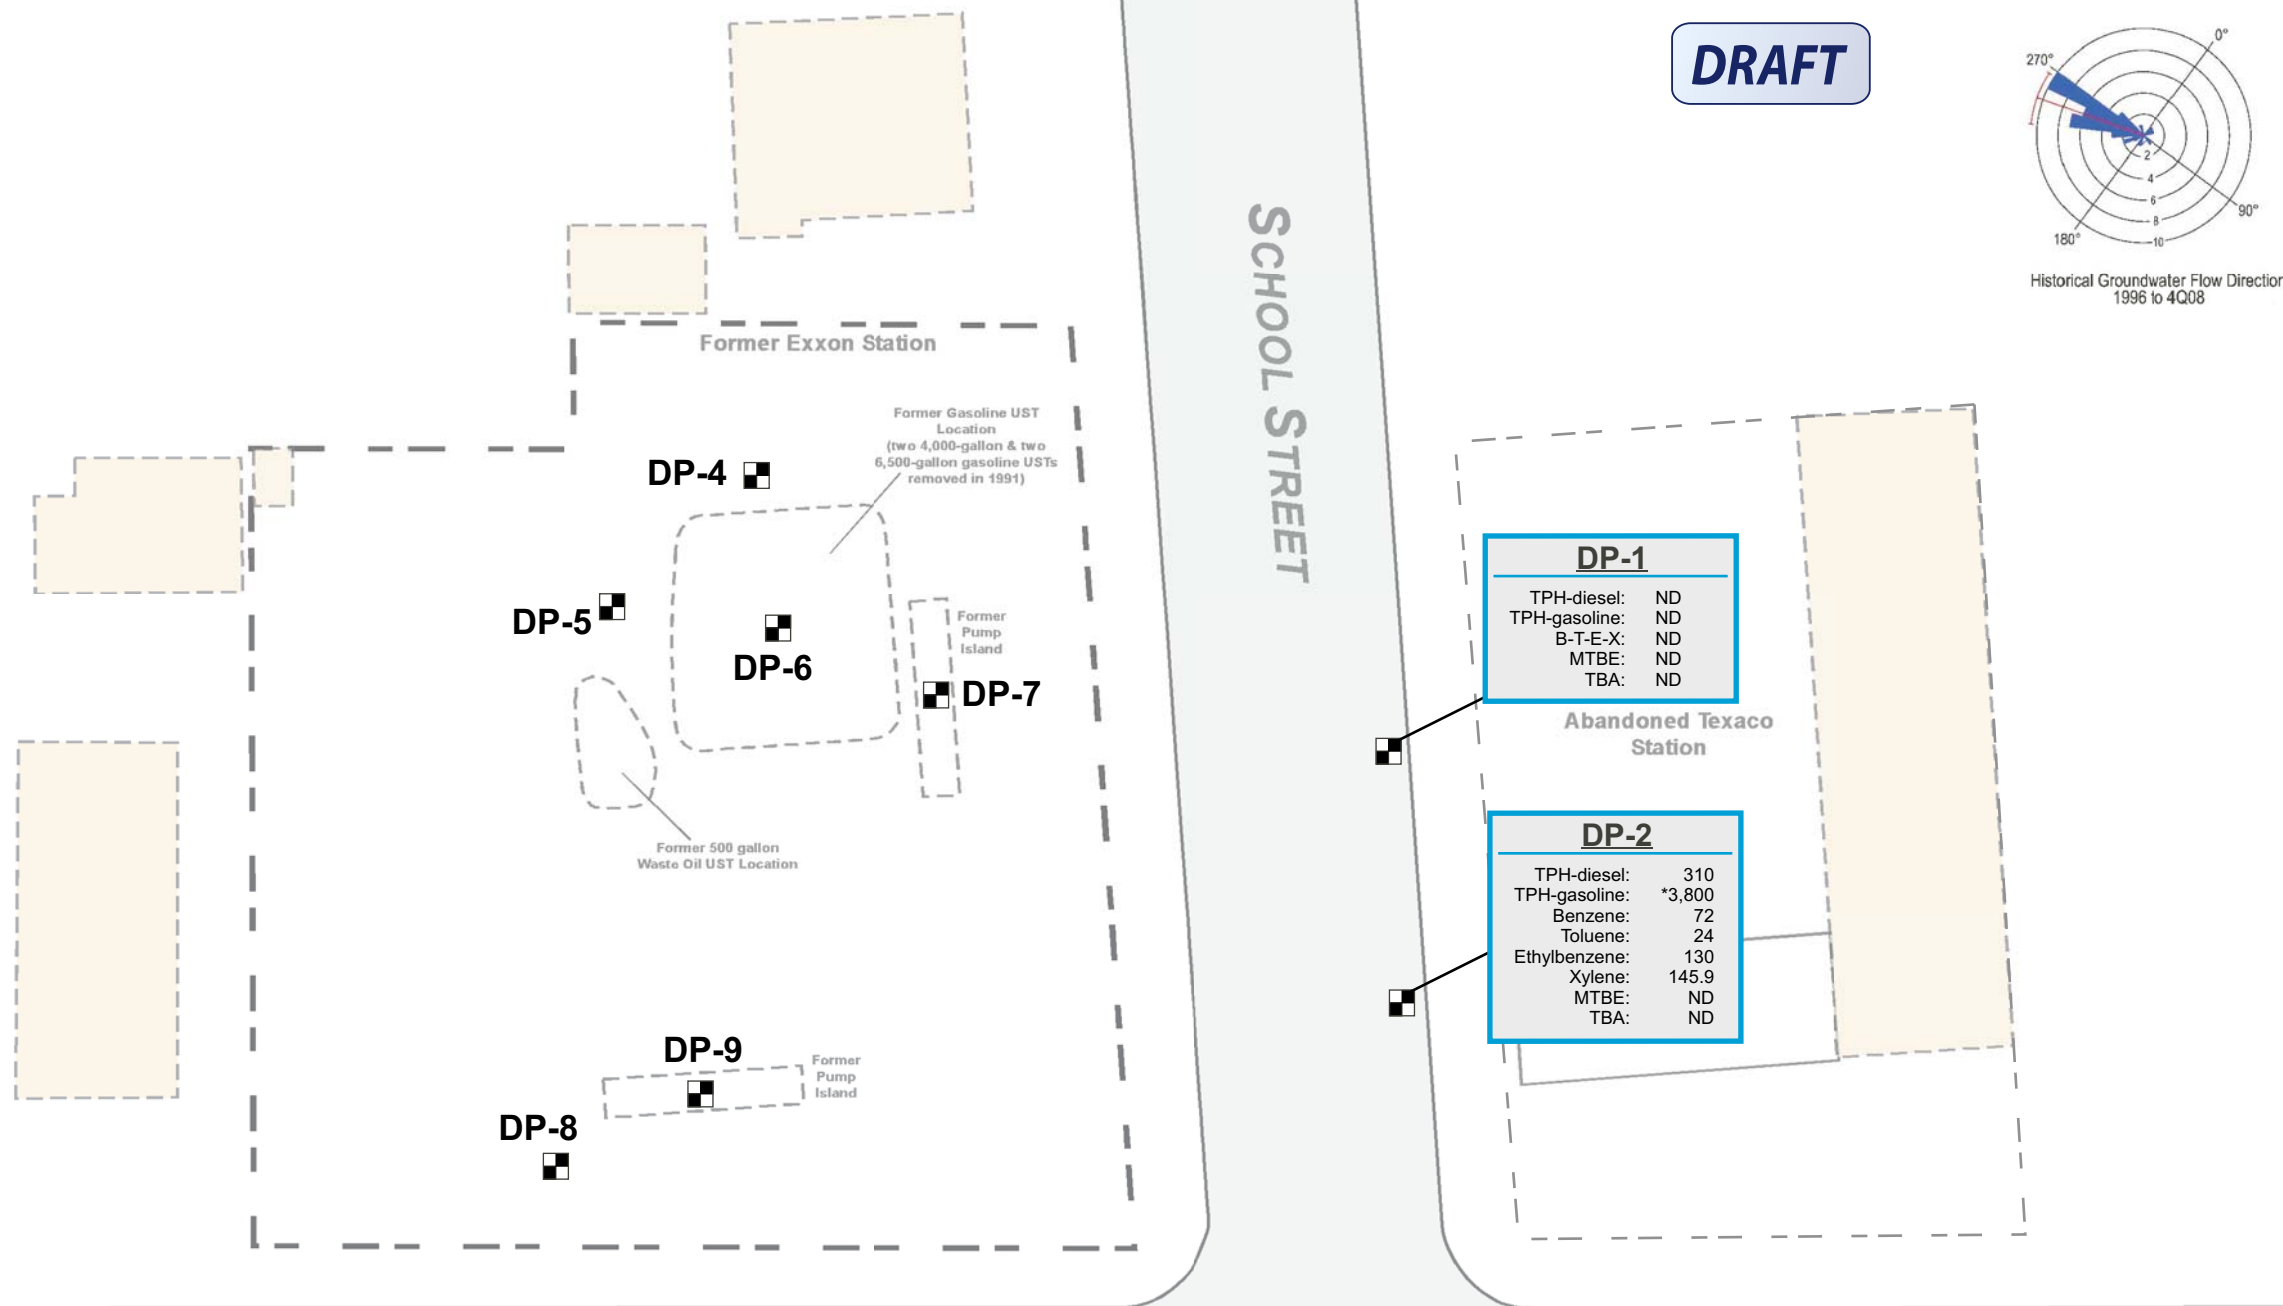 DRAFT
0°
270°
90°
180°
2
4
6
8
10
Historical Groundwater Flow Direction
1996 to 4Q08
SCHOOL STREET
Former Exxon Station
Former Gasoline UST
Location
(two 4,000-gallon & two
6,500-gallon gasoline USTs
removed in 1991)
DP-4
DP-5
DP-6
Former
Pump
Island
DP-7
Former 500 gallon
Waste Oil UST Location
DP-9
Former
Pump
Island
DP-8
DP-1
TPH-diesel: ND
TPH-gasoline: ND
B-T-E-X: ND
MTBE: ND
TBA: ND
Abandoned Texaco
Station
DP-2
TPH-diesel: 310
TPH-gasoline: *3,800
Benzene: 72
Toluene: 24
Ethylbenzene: 130
Xylene: 145.9
MTBE: ND
TBA: ND